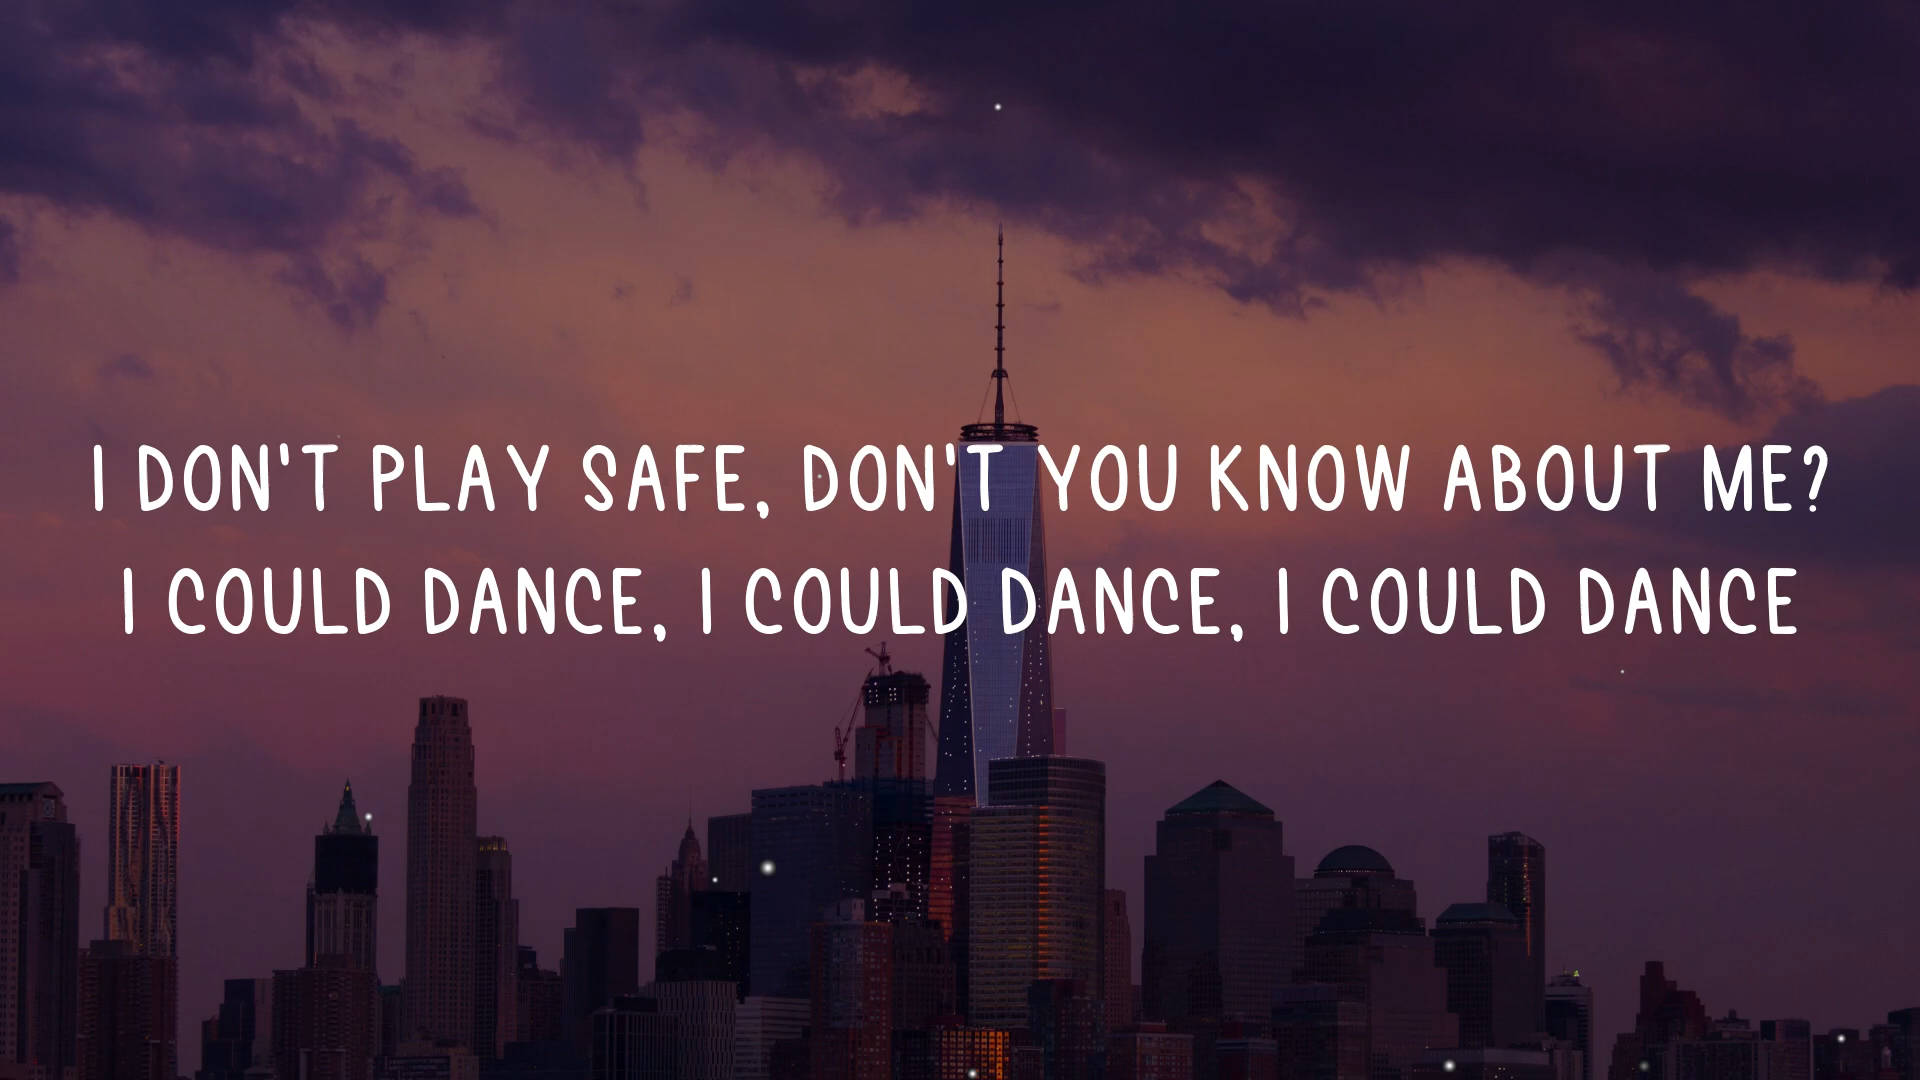 I DON'T PLAY SAFE, DON'T YOU KNOW ABOUT ME?
I COULD DANCE, I COULD DANCE, I COULD DANCE